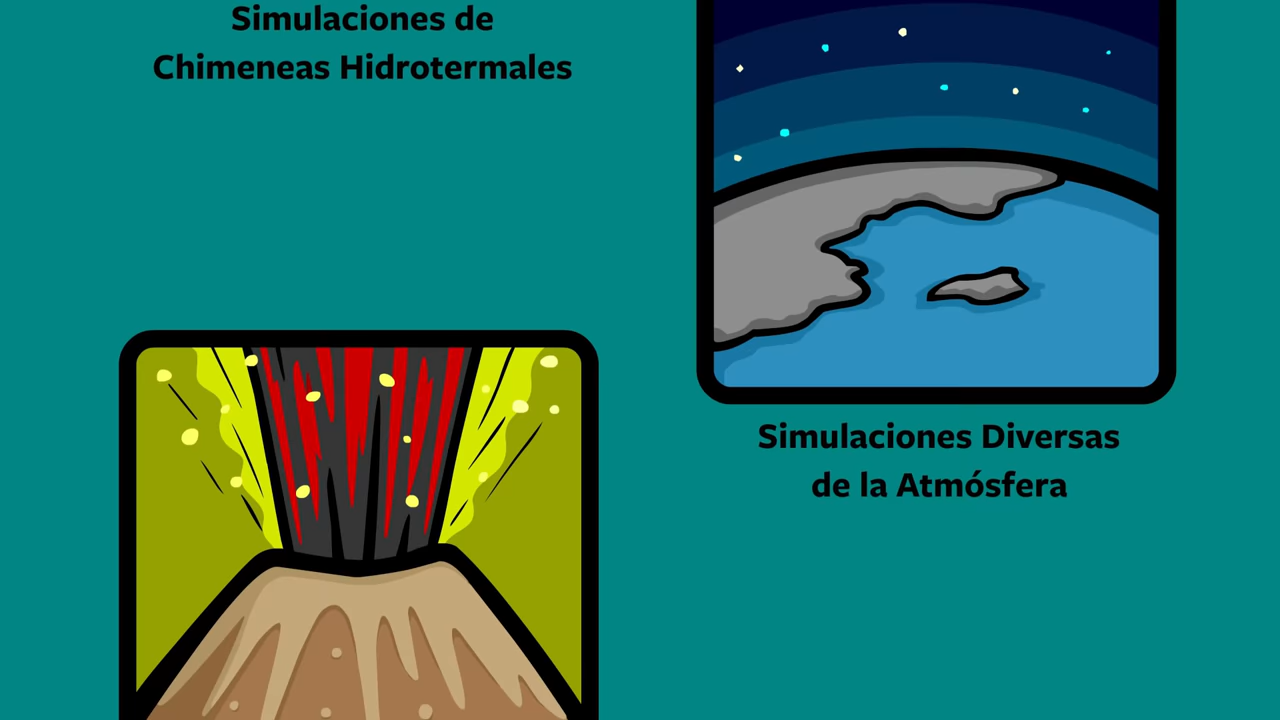 Simulaciones de
Chimeneas Hidrotermales
Simulaciones Diversas
de la Atmósfera